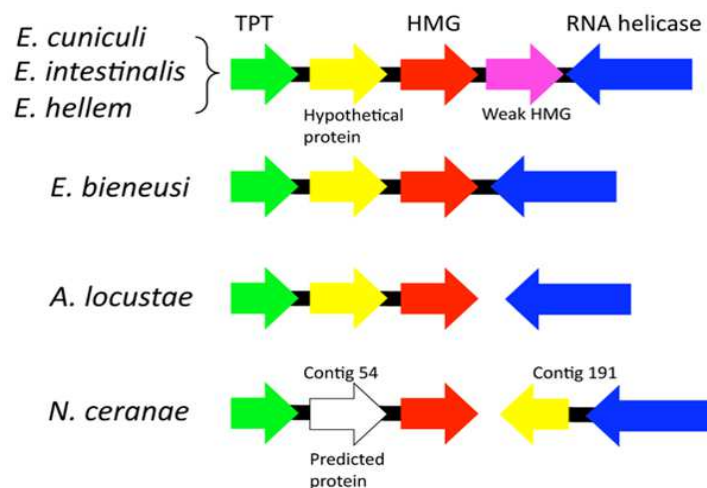 TPT HMG RNA helicase
E. cuniculi
E. intestinalis
E. hellem
Hypothetical
protein
Weak HMG
E. bieneusi
A. locustae
Contig 54 Contig 191
N. ceranae
Predicted
protein